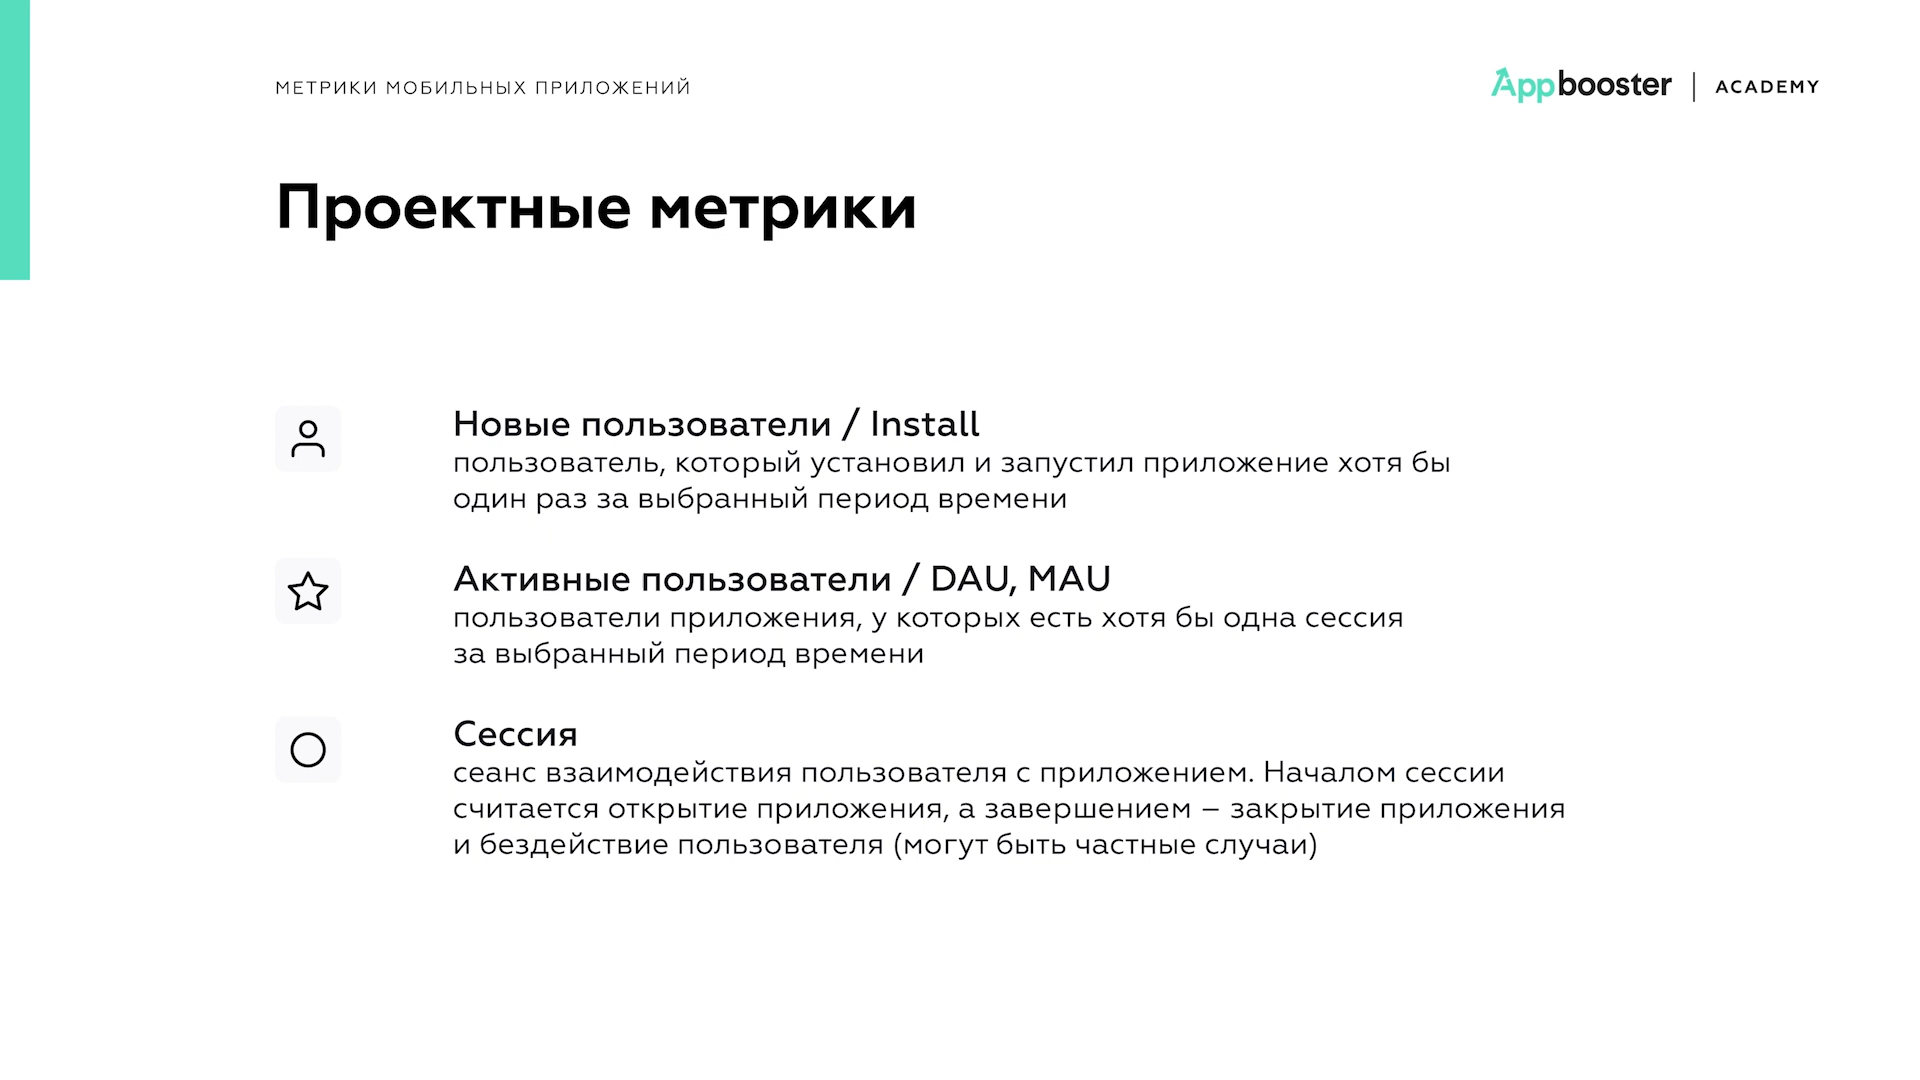 МЕТРИКИ МОБИЛЬНЫХ ПРИЛОЖЕНИЙ
Appbooster | ACADEMY
Проектные метрики
Новые пользователи / Install
пользователь, который установил и запустил приложение хотя бы
один раз за выбранный период времени
Активные пользователи / DAU, MAU
пользователи приложения, у которых есть хотя бы одна сессия
за выбранный период времени
Сессия
сеанс взаимодействия пользователя с приложением. Началом сессии
считается открытие приложения, а завершением – закрытие приложения
и бездействие пользователя (могут быть частные случаи)